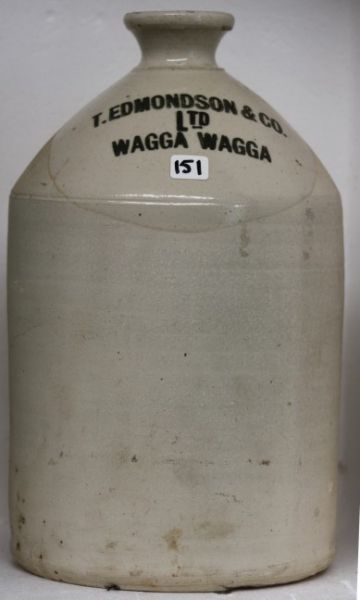 T. EDMONDSON & CO.
LTD
WAGGA WAGGA
151